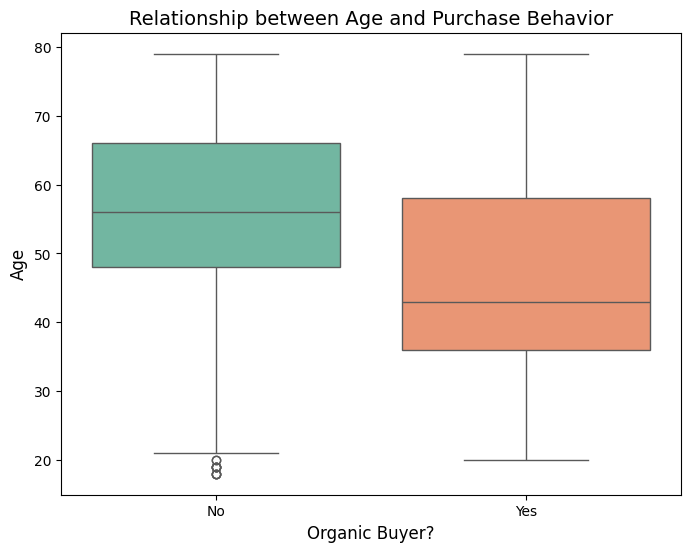 Relationship between Age and Purchase Behavior
80
70
60
50
40
30
20
Age
No
Yes
Organic Buyer?